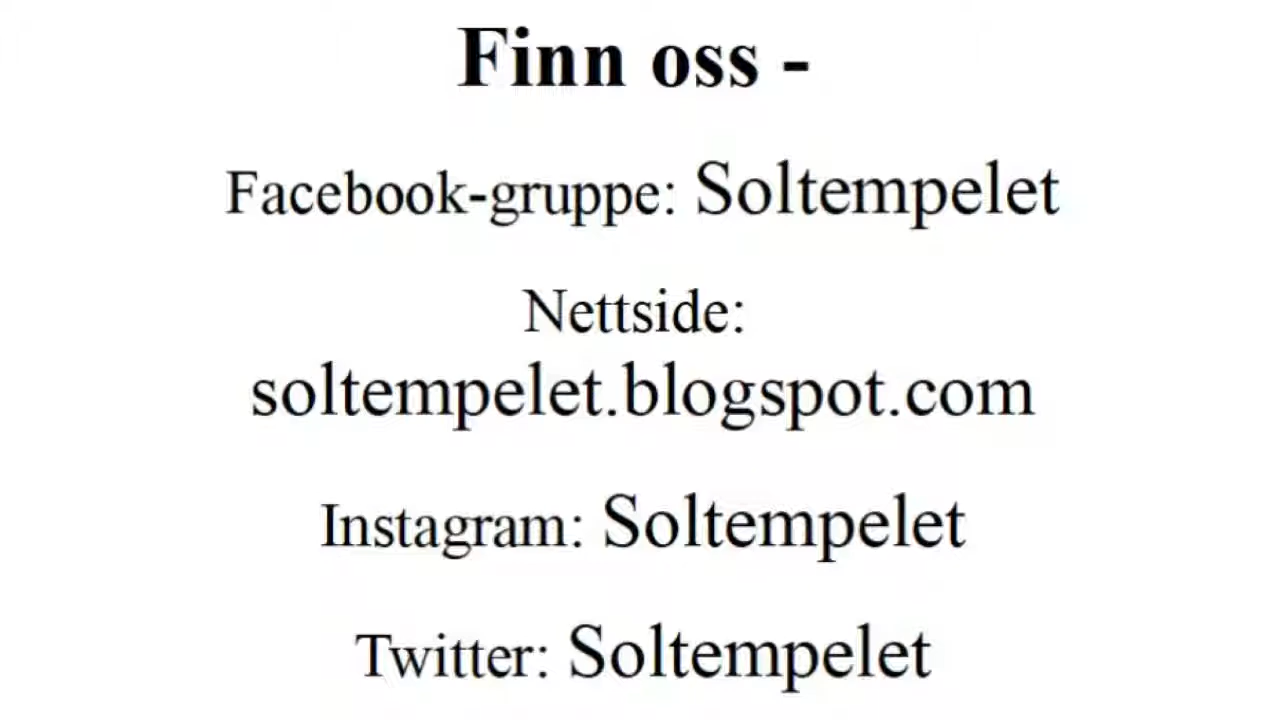 Finn oss -
Facebook-gruppe: Soltempelet
Nettside:
soltempelet.blogspot.com
Instagram: Soltempelet
Twitter: Soltempelet